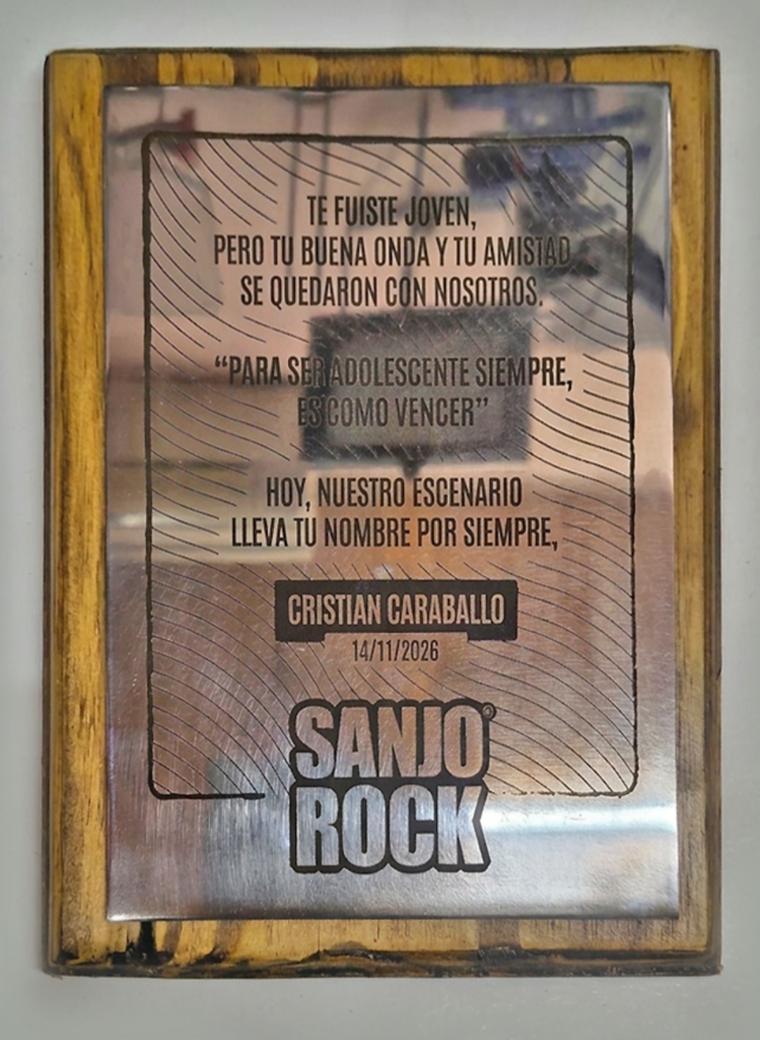 TE FUISTE JOVEN,
PERO TU BUENA ONDA Y TU AMISTAD
SE QUEDARON CON NOSOTROS.
“PARA SER ADOLESCENTE SIEMPRE,
ES COMO VENCER”
HOY, NUESTRO ESCENARIO
LLEVA TU NOMBRE POR SIEMPRE,
CRISTIAN CARABALLO
14/11/2026
SANJO®
ROCK